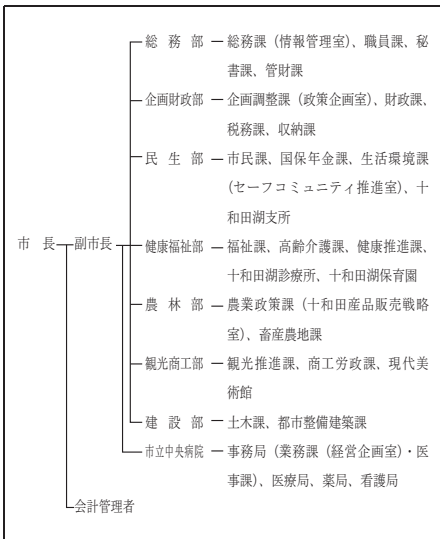 総務部 総務課(情報管理室)、職員課、秘
書課、管財課
企画財政部 企画調整課(政策企画室)、財政課、
税務課、収納課
民生部 市民課、国保年金課、生活環境課
(セーフコミュニティ推進室)、十
和田湖支所
市長 副市長 健康福祉部 福祉課、高齢介護課、健康推進課、
十和田湖診療所、十和田湖保育園
農林部 農業政策課(十和田産品販売戦略
室)、畜産農地課
観光商工部 観光推進課、商工労政課、現代美
術館
建設部 土木課、都市整備建築課
市立中央病院 事務局(業務課(経営企画室)・医
事課)、医療局、薬局、看護局
会計管理者